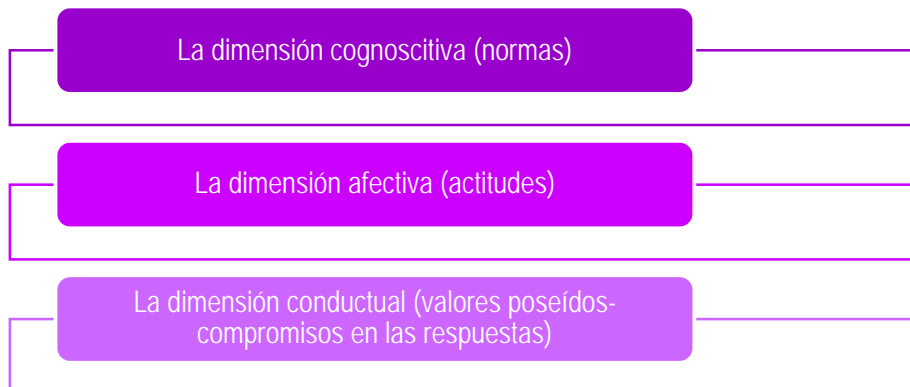 La dimensión cognoscitiva (normas)
La dimensión afectiva (actitudes)
La dimensión conductual (valores poseídos-
compromisos en las respuestas)